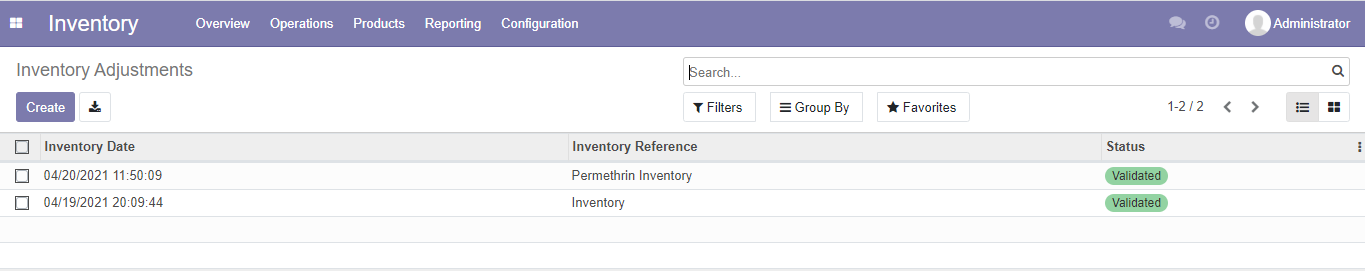 Inventory Overview Operations Products Reporting Configuration Administrator
Inventory Adjustments Search...
Create Filters Group By Favorites 1-2 / 2
Inventory Date Inventory Reference Status
04/20/2021 11:50:09 Permethrin Inventory Validated
04/19/2021 20:09:44 Inventory Validated